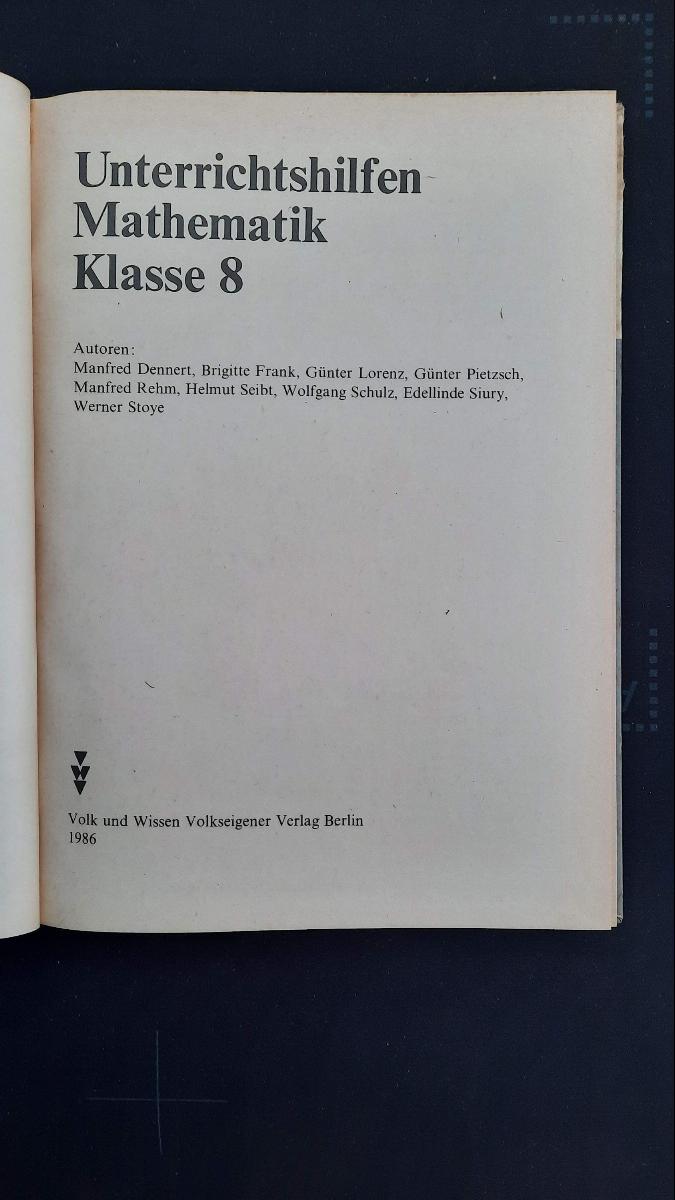 Unterrichtshilfen
Mathematik
Klasse 8
Autoren:
Manfred Dennert, Brigitte Frank, Günter Lorenz, Günter Pietzsch,
Manfred Rehm, Helmut Seibt, Wolfgang Schulz, Edellinde Siury,
Werner Stoye
Volk und Wissen Volkseigener Verlag Berlin
1986